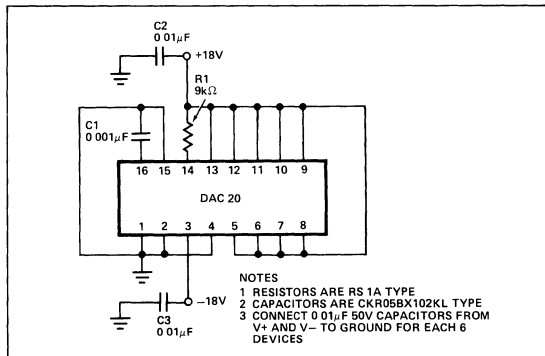 C2
0 01µF
+18V
R1
9kΩ
C1
0 001µF
16 15 14 13 12 11 10 9
DAC 20
1 2 3 4 5 6 7 8
−18V
C3
0 01µF
NOTES
1 RESISTORS ARE RS 1A TYPE
2 CAPACITORS ARE CKR05BX102KL TYPE
3 CONNECT 0 01µF 50V CAPACITORS FROM
V+ AND V− TO GROUND FOR EACH 6
DEVICES